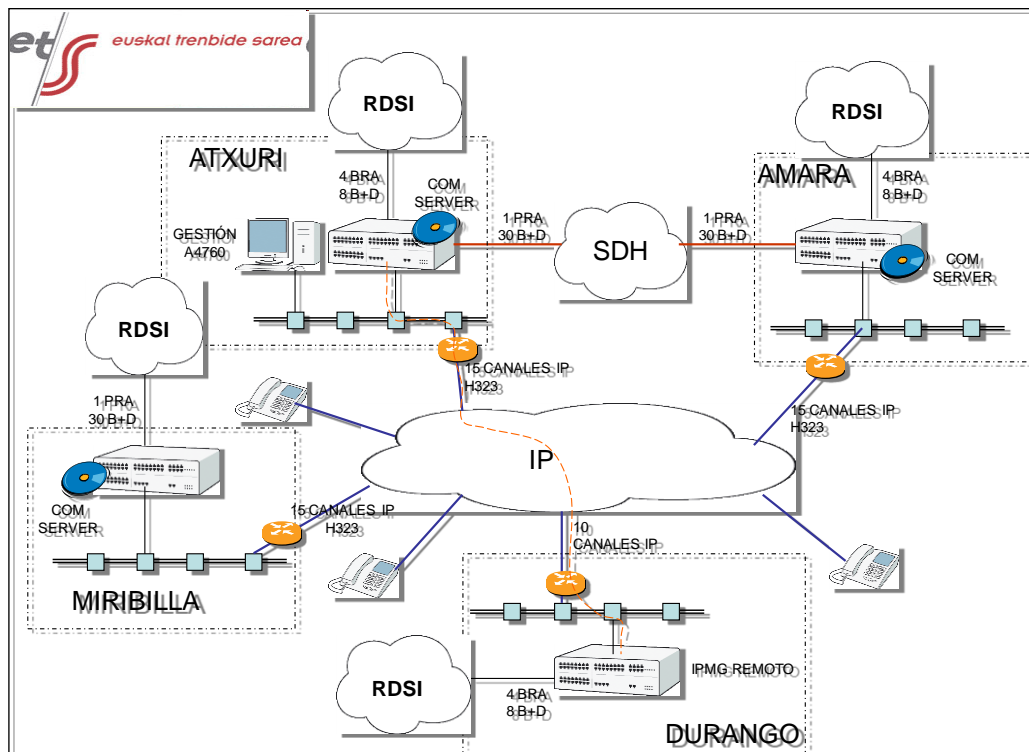 et
euskal trenbide sarea
RDSI
RDSI
ATXURI
AMARA
4 BRA
8 B+D
COM
SERVER
4 BRA
8 B+D
GESTIÓN
A4760
1 PRA
30 B+D
SDH
1 PRA
30 B+D
COM
SERVER
RDSI
15 CANALES IP
H323
1 PRA
30 B+D
15 CANALES IP
H323
IP
COM
SERVER
15 CANALES IP
H323
10
CANALES IP
MIRIBILLA
RDSI
4 BRA
8 B+D
IPMG REMOTO
DURANGO